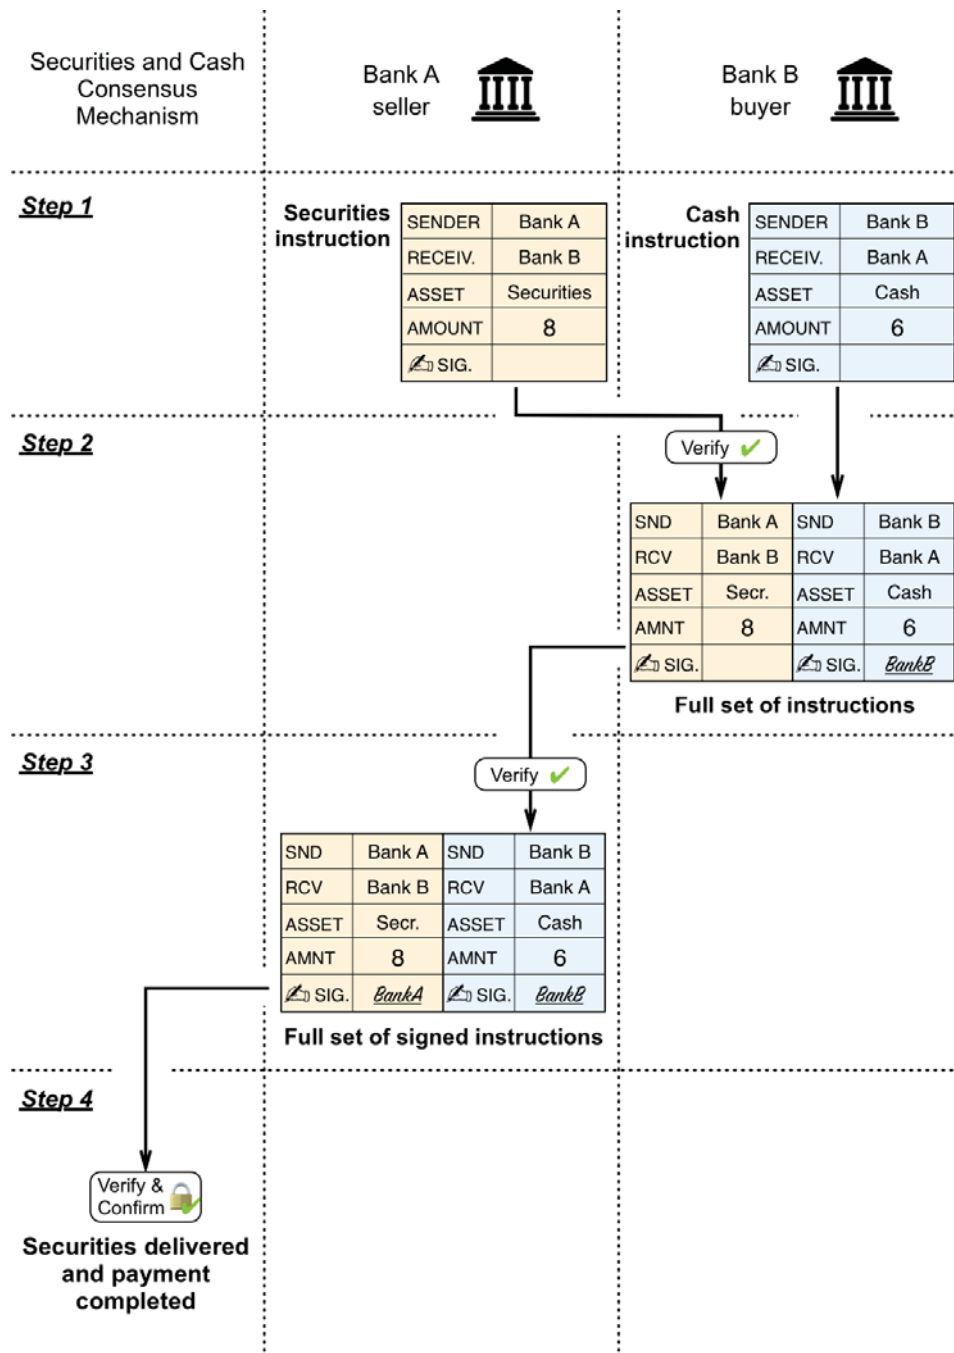 Securities and Cash
Consensus
Mechanism
Bank A
seller
Bank B
buyer
Step 1
Securities
instruction
SENDER Bank A
RECEIV. Bank B
ASSET Securities
AMOUNT 8
SIG.
Cash
instruction
SENDER Bank B
RECEIV. Bank A
ASSET Cash
AMOUNT 6
SIG.
Step 2
Verify
SND Bank A SND Bank B
RCV Bank B RCV Bank A
ASSET Secr. ASSET Cash
AMNT 8 AMNT 6
SIG. SIG. BankB
Full set of instructions
Step 3
Verify
SND Bank A SND Bank B
RCV Bank B RCV Bank A
ASSET Secr. ASSET Cash
AMNT 8 AMNT 6
SIG. BankA SIG. BankB
Full set of signed instructions
Step 4
Verify &
Confirm
Securities delivered
and payment
completed